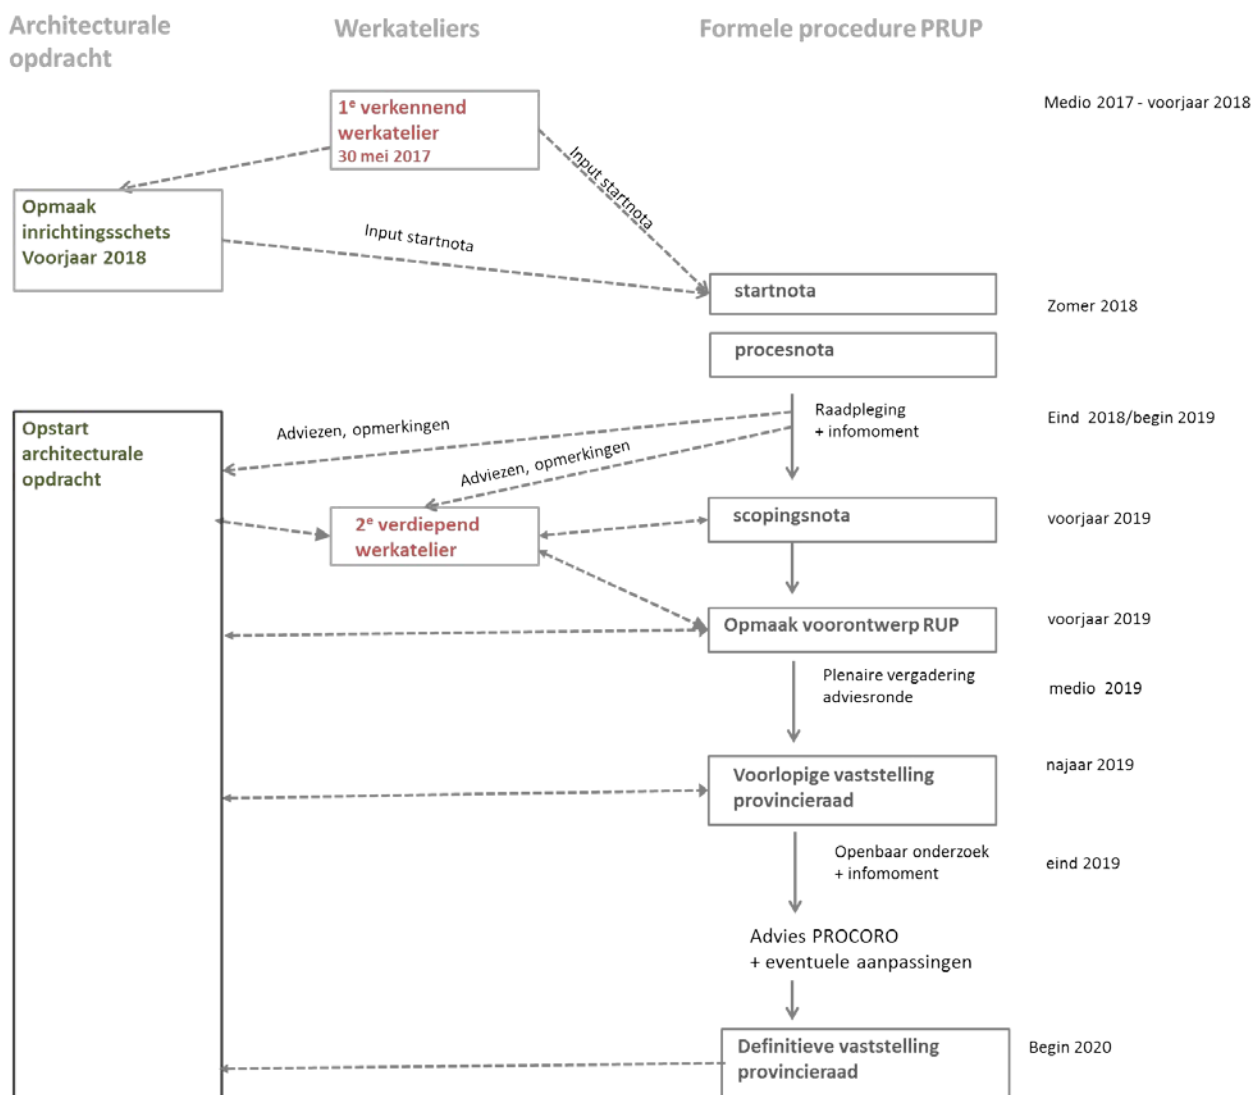 Architecturale
opdracht
Werkateliers
Formele procedure PRUP
1e verkennend
werkatelier
30 mei 2017
Medio 2017 - voorjaar 2018
Input startnota
Opmaak
inrichtingsschets
Voorjaar 2018
Input startnota
startnota
Zomer 2018
procesnota
Raadpleging
+ infomoment
Eind 2018/begin 2019
Opstart
architecturale
opdracht
Adviezen, opmerkingen
Adviezen, opmerkingen
2e verdiepend
werkatelier
scopingsnota
voorjaar 2019
Opmaak voorontwerp RUP
voorjaar 2019
Plenaire vergadering
adviesronde
medio 2019
Voorlopige vaststelling
provincieraad
najaar 2019
Openbaar onderzoek
+ infomoment
eind 2019
Advies PROCORO
+ eventuele aanpassingen
Definitieve vaststelling
provincieraad
Begin 2020